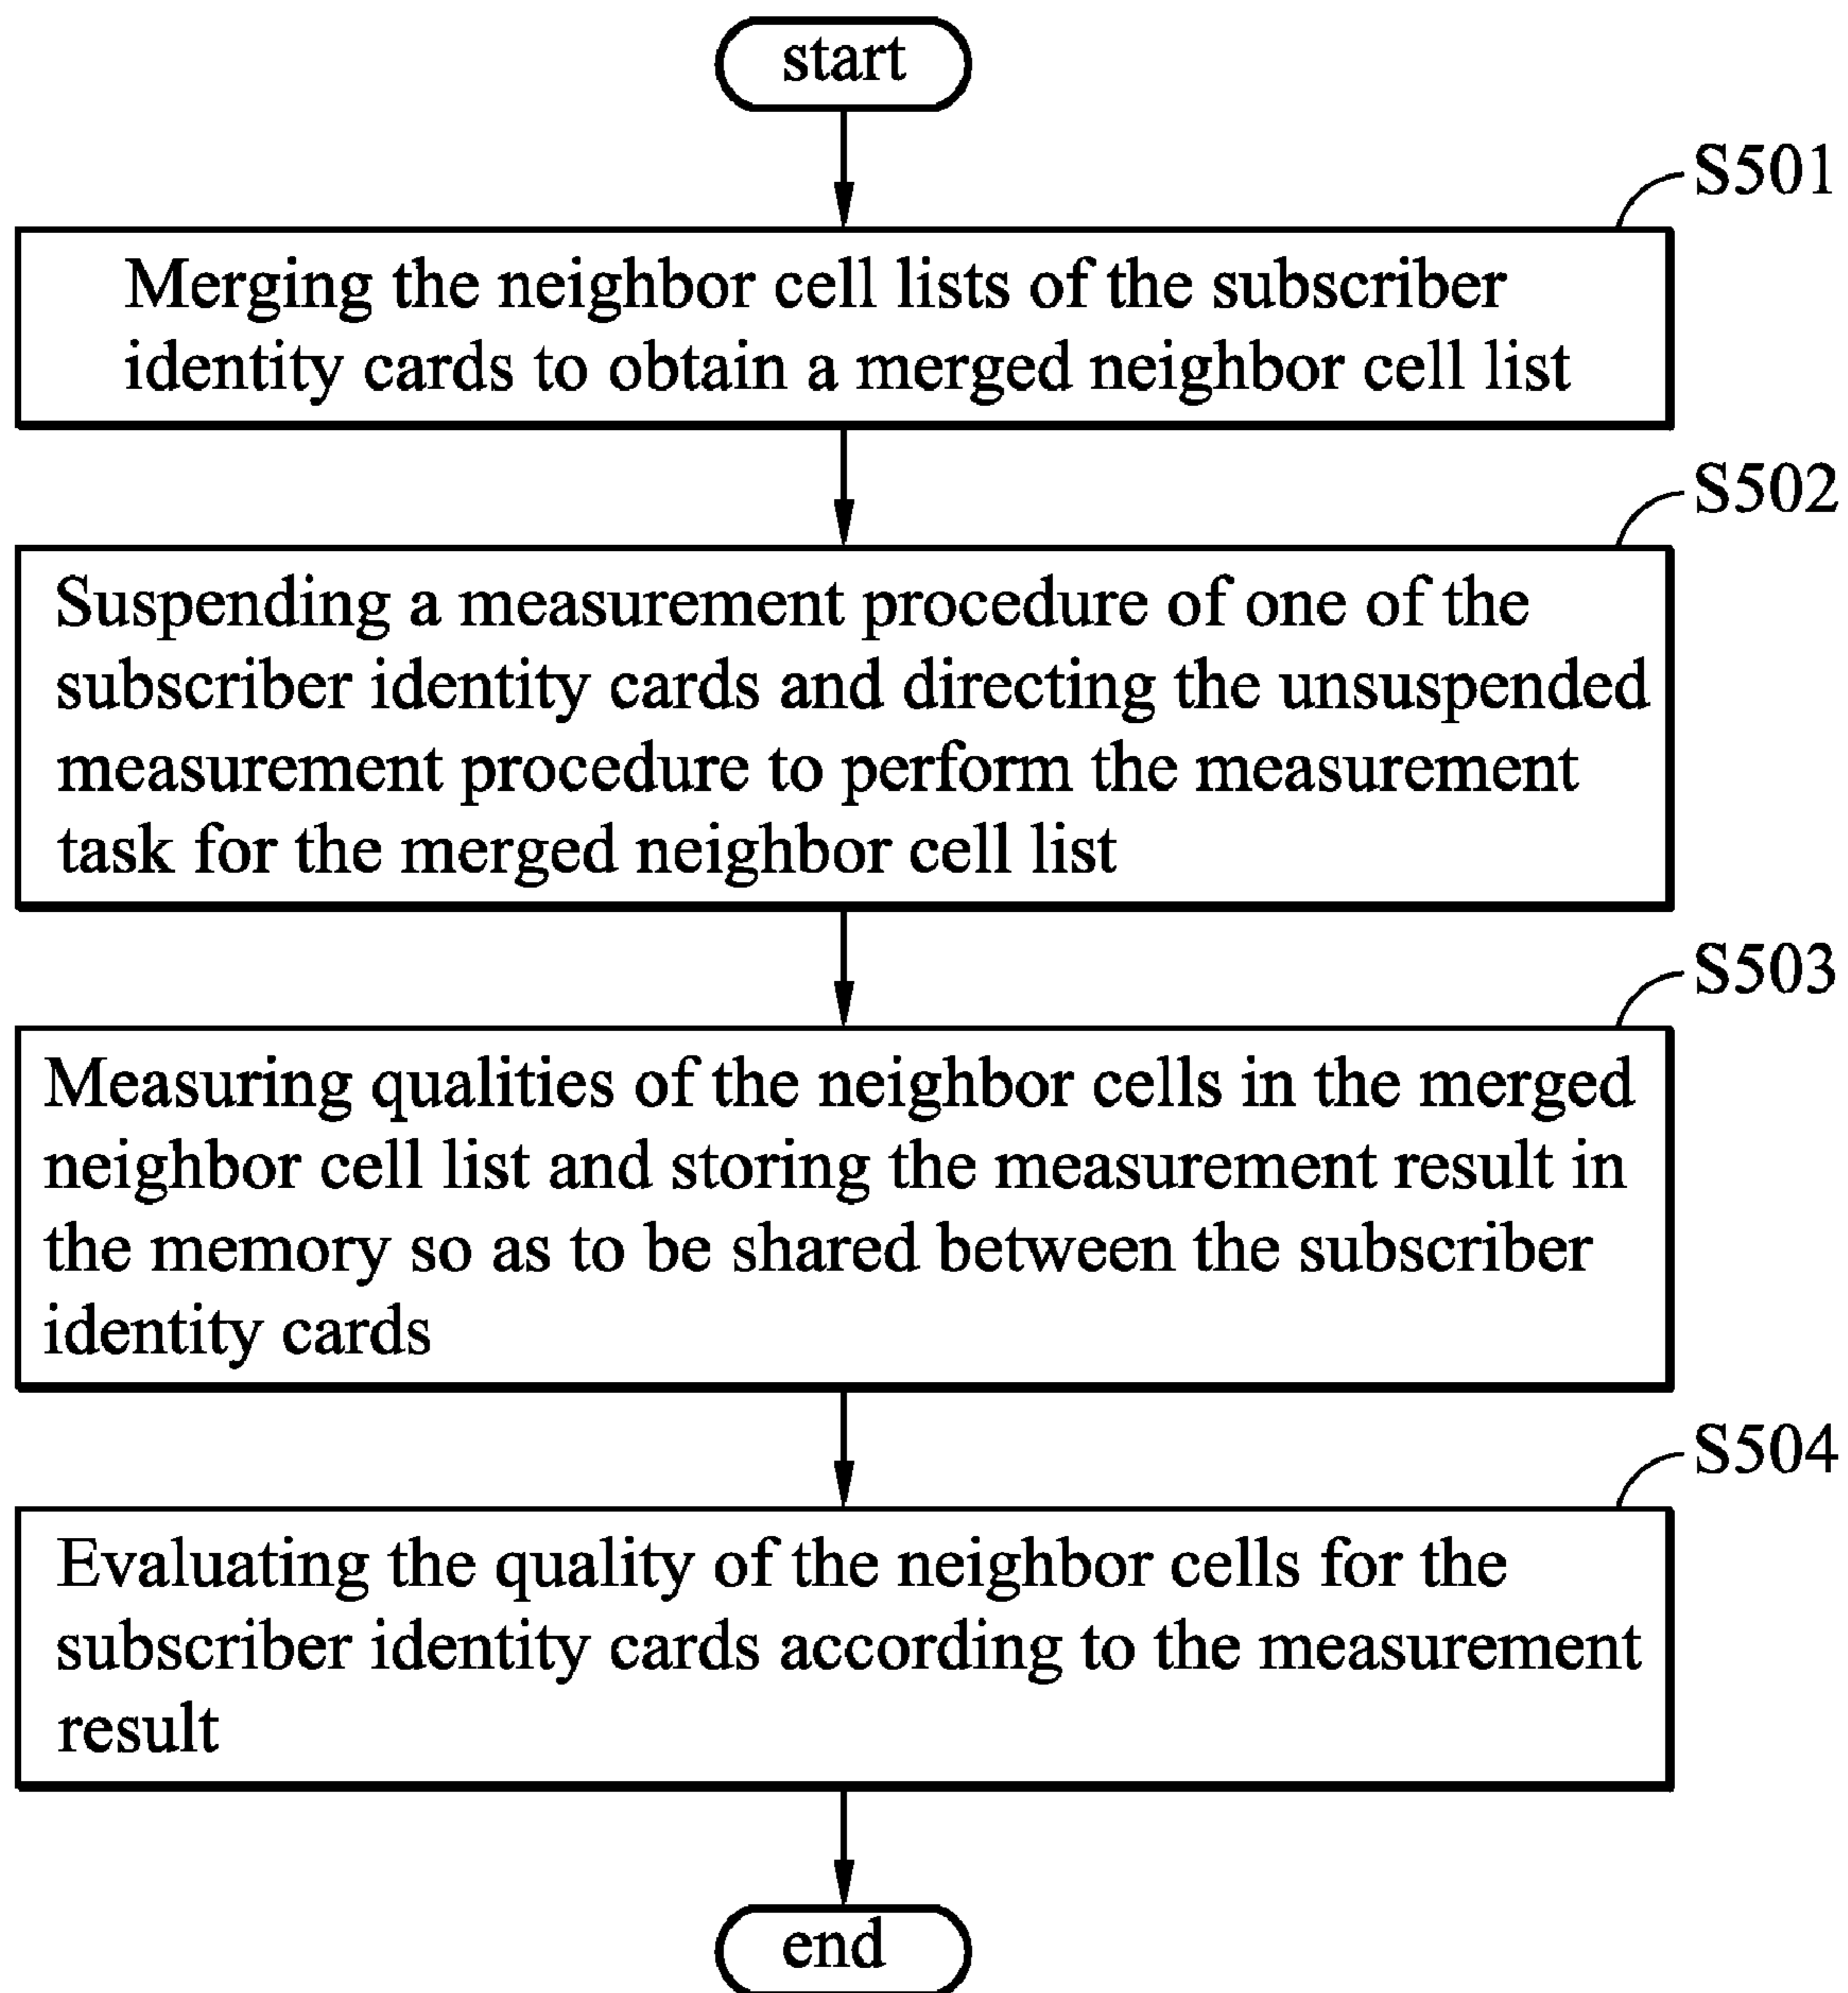 start
S501
Merging the neighbor cell lists of the subscriber
identity cards to obtain a merged neighbor cell list
S502
Suspending a measurement procedure of one of the
subscriber identity cards and directing the unsuspended
measurement procedure to perform the measurement
task for the merged neighbor cell list
S503
Measuring qualities of the neighbor cells in the merged
neighbor cell list and storing the measurement result in
the memory so as to be shared between the subscriber
identity cards
S504
Evaluating the quality of the neighbor cells for the
subscriber identity cards according to the measurement
result
end